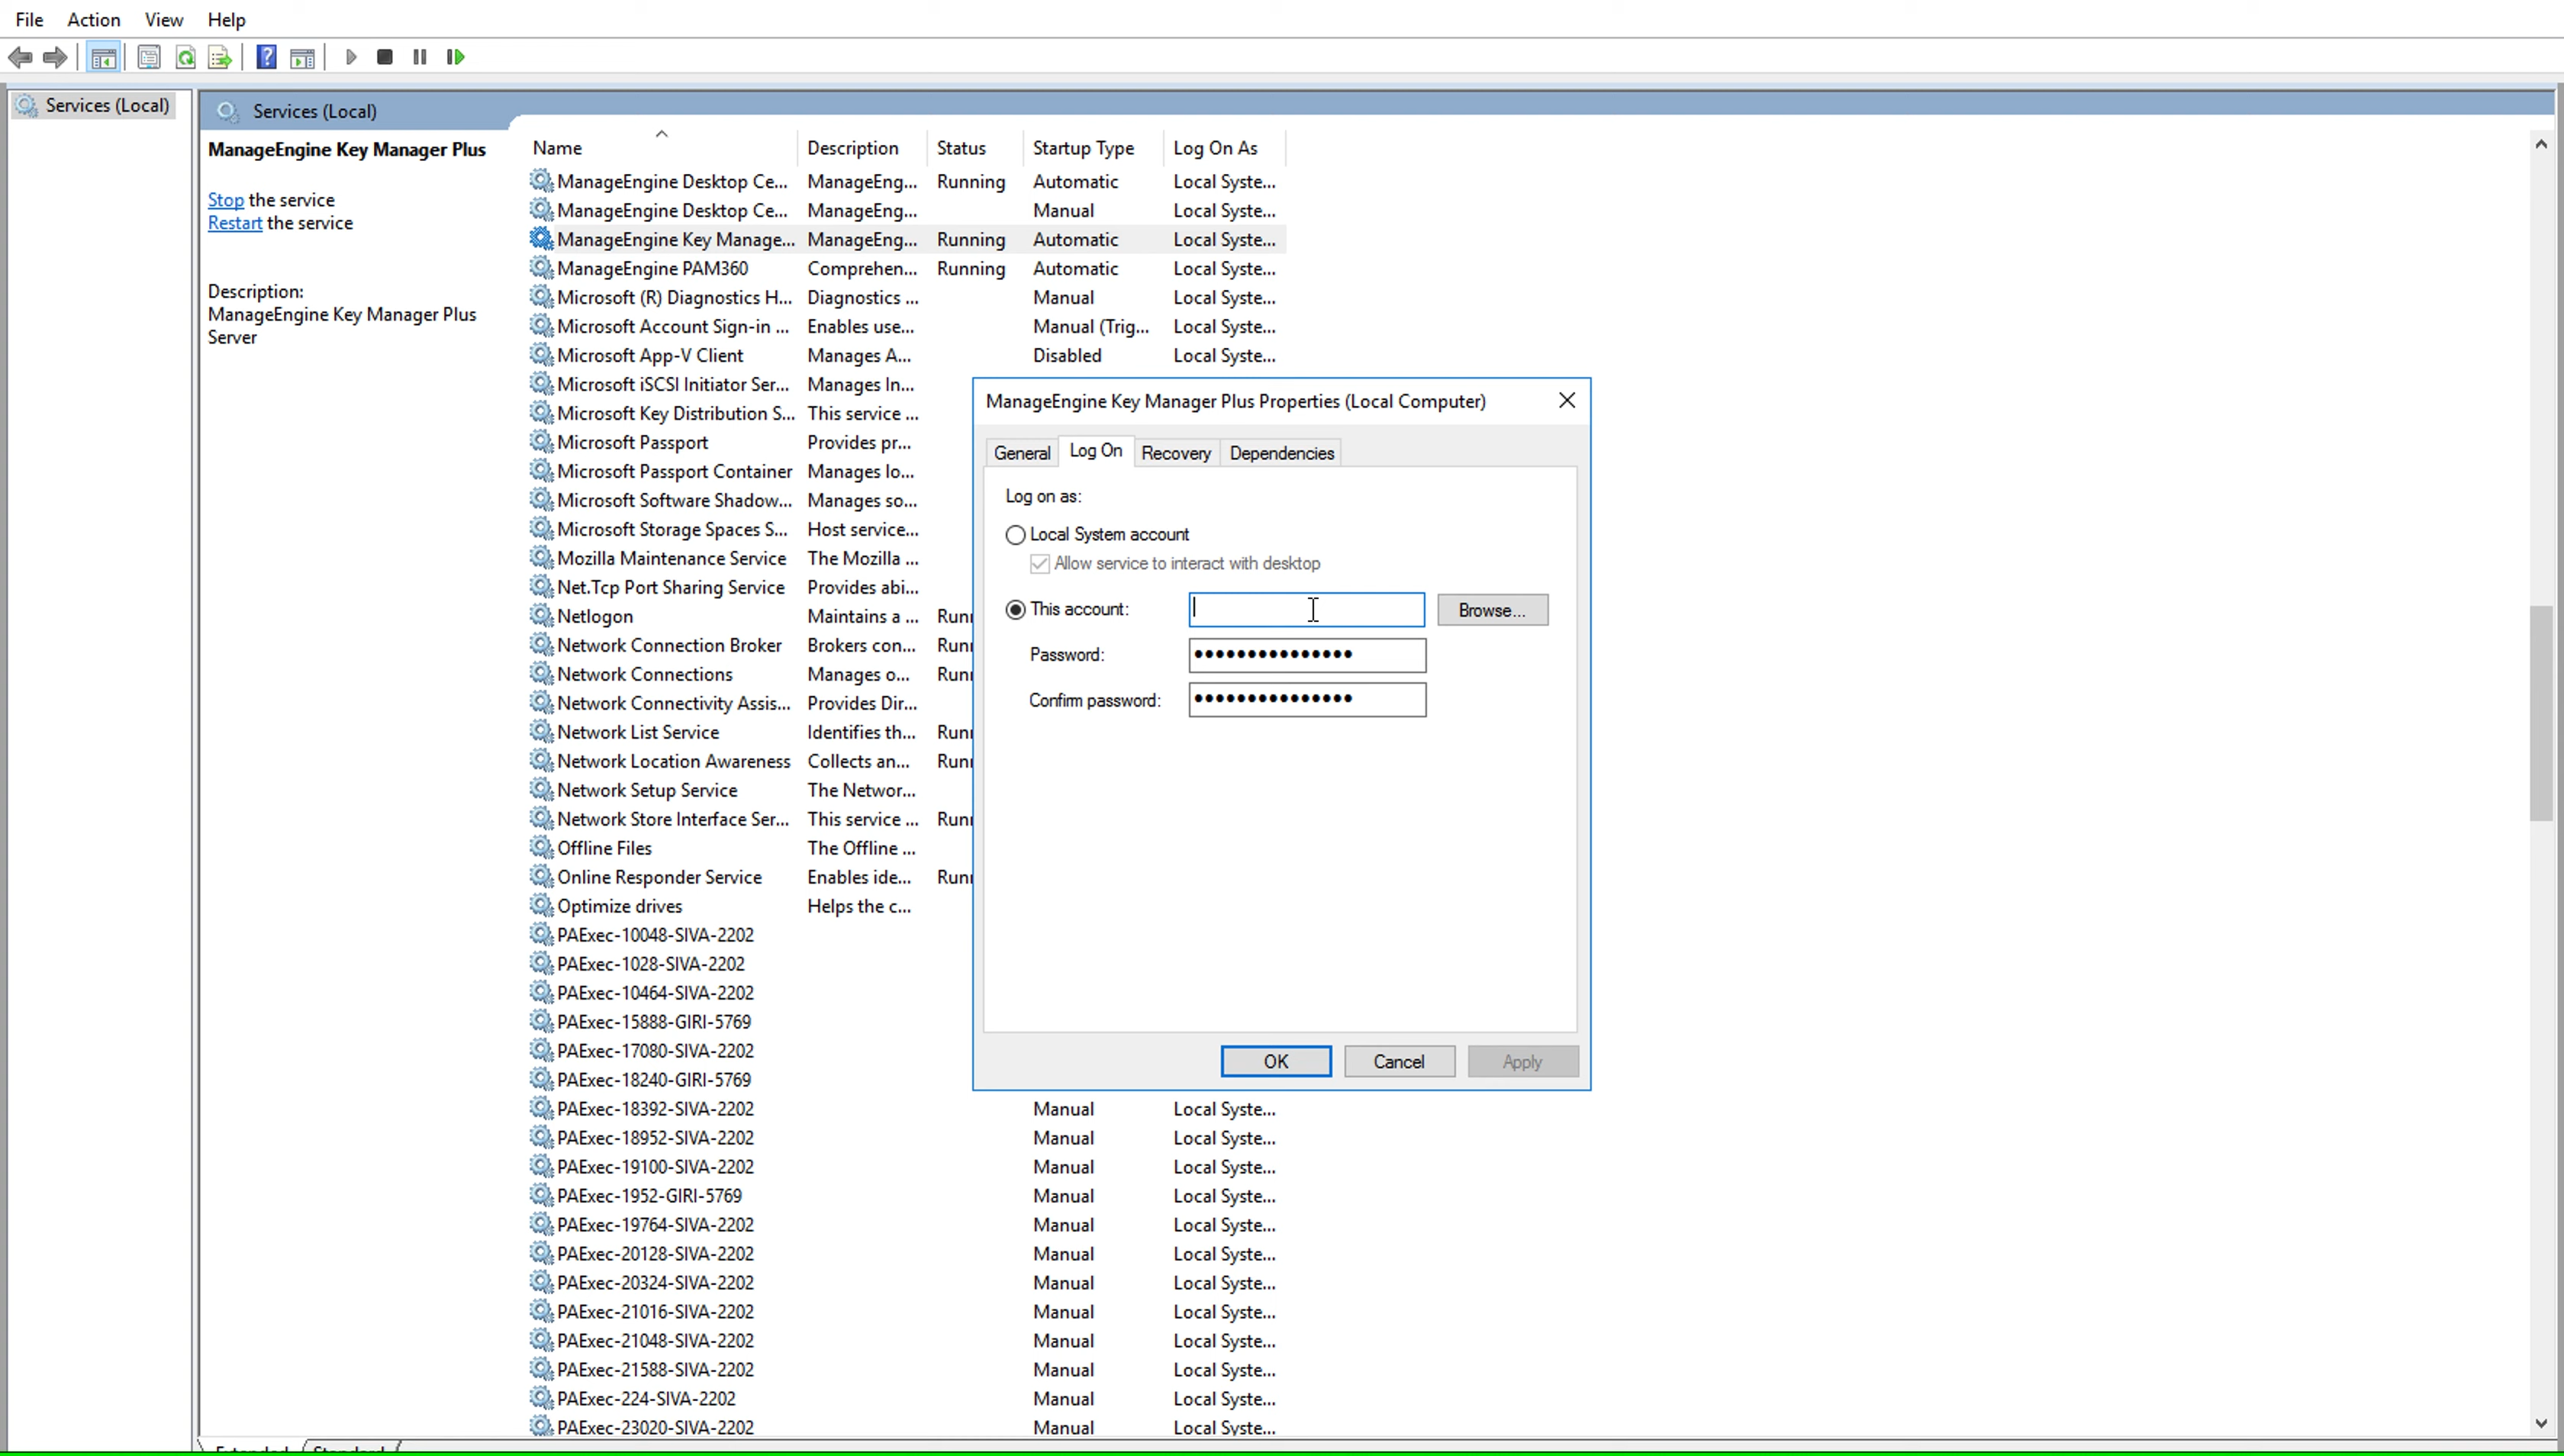 File Action View Help
Services (Local)
Services (Local)
ManageEngine Key Manager Plus
Stop the service
Restart the service
Description:
ManageEngine Key Manager Plus
Server
Name Description Status Startup Type Log On As
ManageEngine Desktop Ce... ManageEng... Running Automatic Local Syste...
ManageEngine Desktop Ce... ManageEng... Manual Local Syste...
ManageEngine Key Manage... ManageEng... Running Automatic Local Syste...
ManageEngine PAM360 Comprehen... Running Automatic Local Syste...
Microsoft (R) Diagnostics H... Diagnostics ... Manual Local Syste...
Microsoft Account Sign-in ... Enables use... Manual (Trig... Local Syste...
Microsoft App-V Client Manages A... Disabled Local Syste...
Microsoft iSCSI Initiator Ser... Manages In...
Microsoft Key Distribution S... This service ...
Microsoft Passport Provides pr...
Microsoft Passport Container Manages lo...
Microsoft Software Shadow... Manages so...
Microsoft Storage Spaces S... Host service...
Mozilla Maintenance Service The Mozilla ...
Net.Tcp Port Sharing Service Provides abi...
Netlogon Maintains a ... Runn
Network Connection Broker Brokers con... Runn
Network Connections Manages o... Runn
Network Connectivity Assis... Provides Dir...
Network List Service Identifies th... Runn
Network Location Awareness Collects an... Runn
Network Setup Service The Networ...
Network Store Interface Ser... This service ... Runn
Offline Files The Offline ...
Online Responder Service Enables ide... Runn
Optimize drives Helps the c...
PAExec-10048-SIVA-2202
PAExec-1028-SIVA-2202
PAExec-10464-SIVA-2202
PAExec-15888-GIRI-5769
PAExec-17080-SIVA-2202
PAExec-18240-GIRI-5769
PAExec-18392-SIVA-2202 Manual Local Syste...
PAExec-18952-SIVA-2202 Manual Local Syste...
PAExec-19100-SIVA-2202 Manual Local Syste...
PAExec-1952-GIRI-5769 Manual Local Syste...
PAExec-19764-SIVA-2202 Manual Local Syste...
PAExec-20128-SIVA-2202 Manual Local Syste...
PAExec-20324-SIVA-2202 Manual Local Syste...
PAExec-21016-SIVA-2202 Manual Local Syste...
PAExec-21048-SIVA-2202 Manual Local Syste...
PAExec-21588-SIVA-2202 Manual Local Syste...
PAExec-224-SIVA-2202 Manual Local Syste...
PAExec-23020-SIVA-2202 Manual Local Syste...
Extended Standard
ManageEngine Key Manager Plus Properties (Local Computer)
General Log On Recovery Dependencies
Log on as:
Local System account
Allow service to interact with desktop
This account: Browse...
Password: •••••••••••••••
Confirm password: •••••••••••••••
OK Cancel Apply